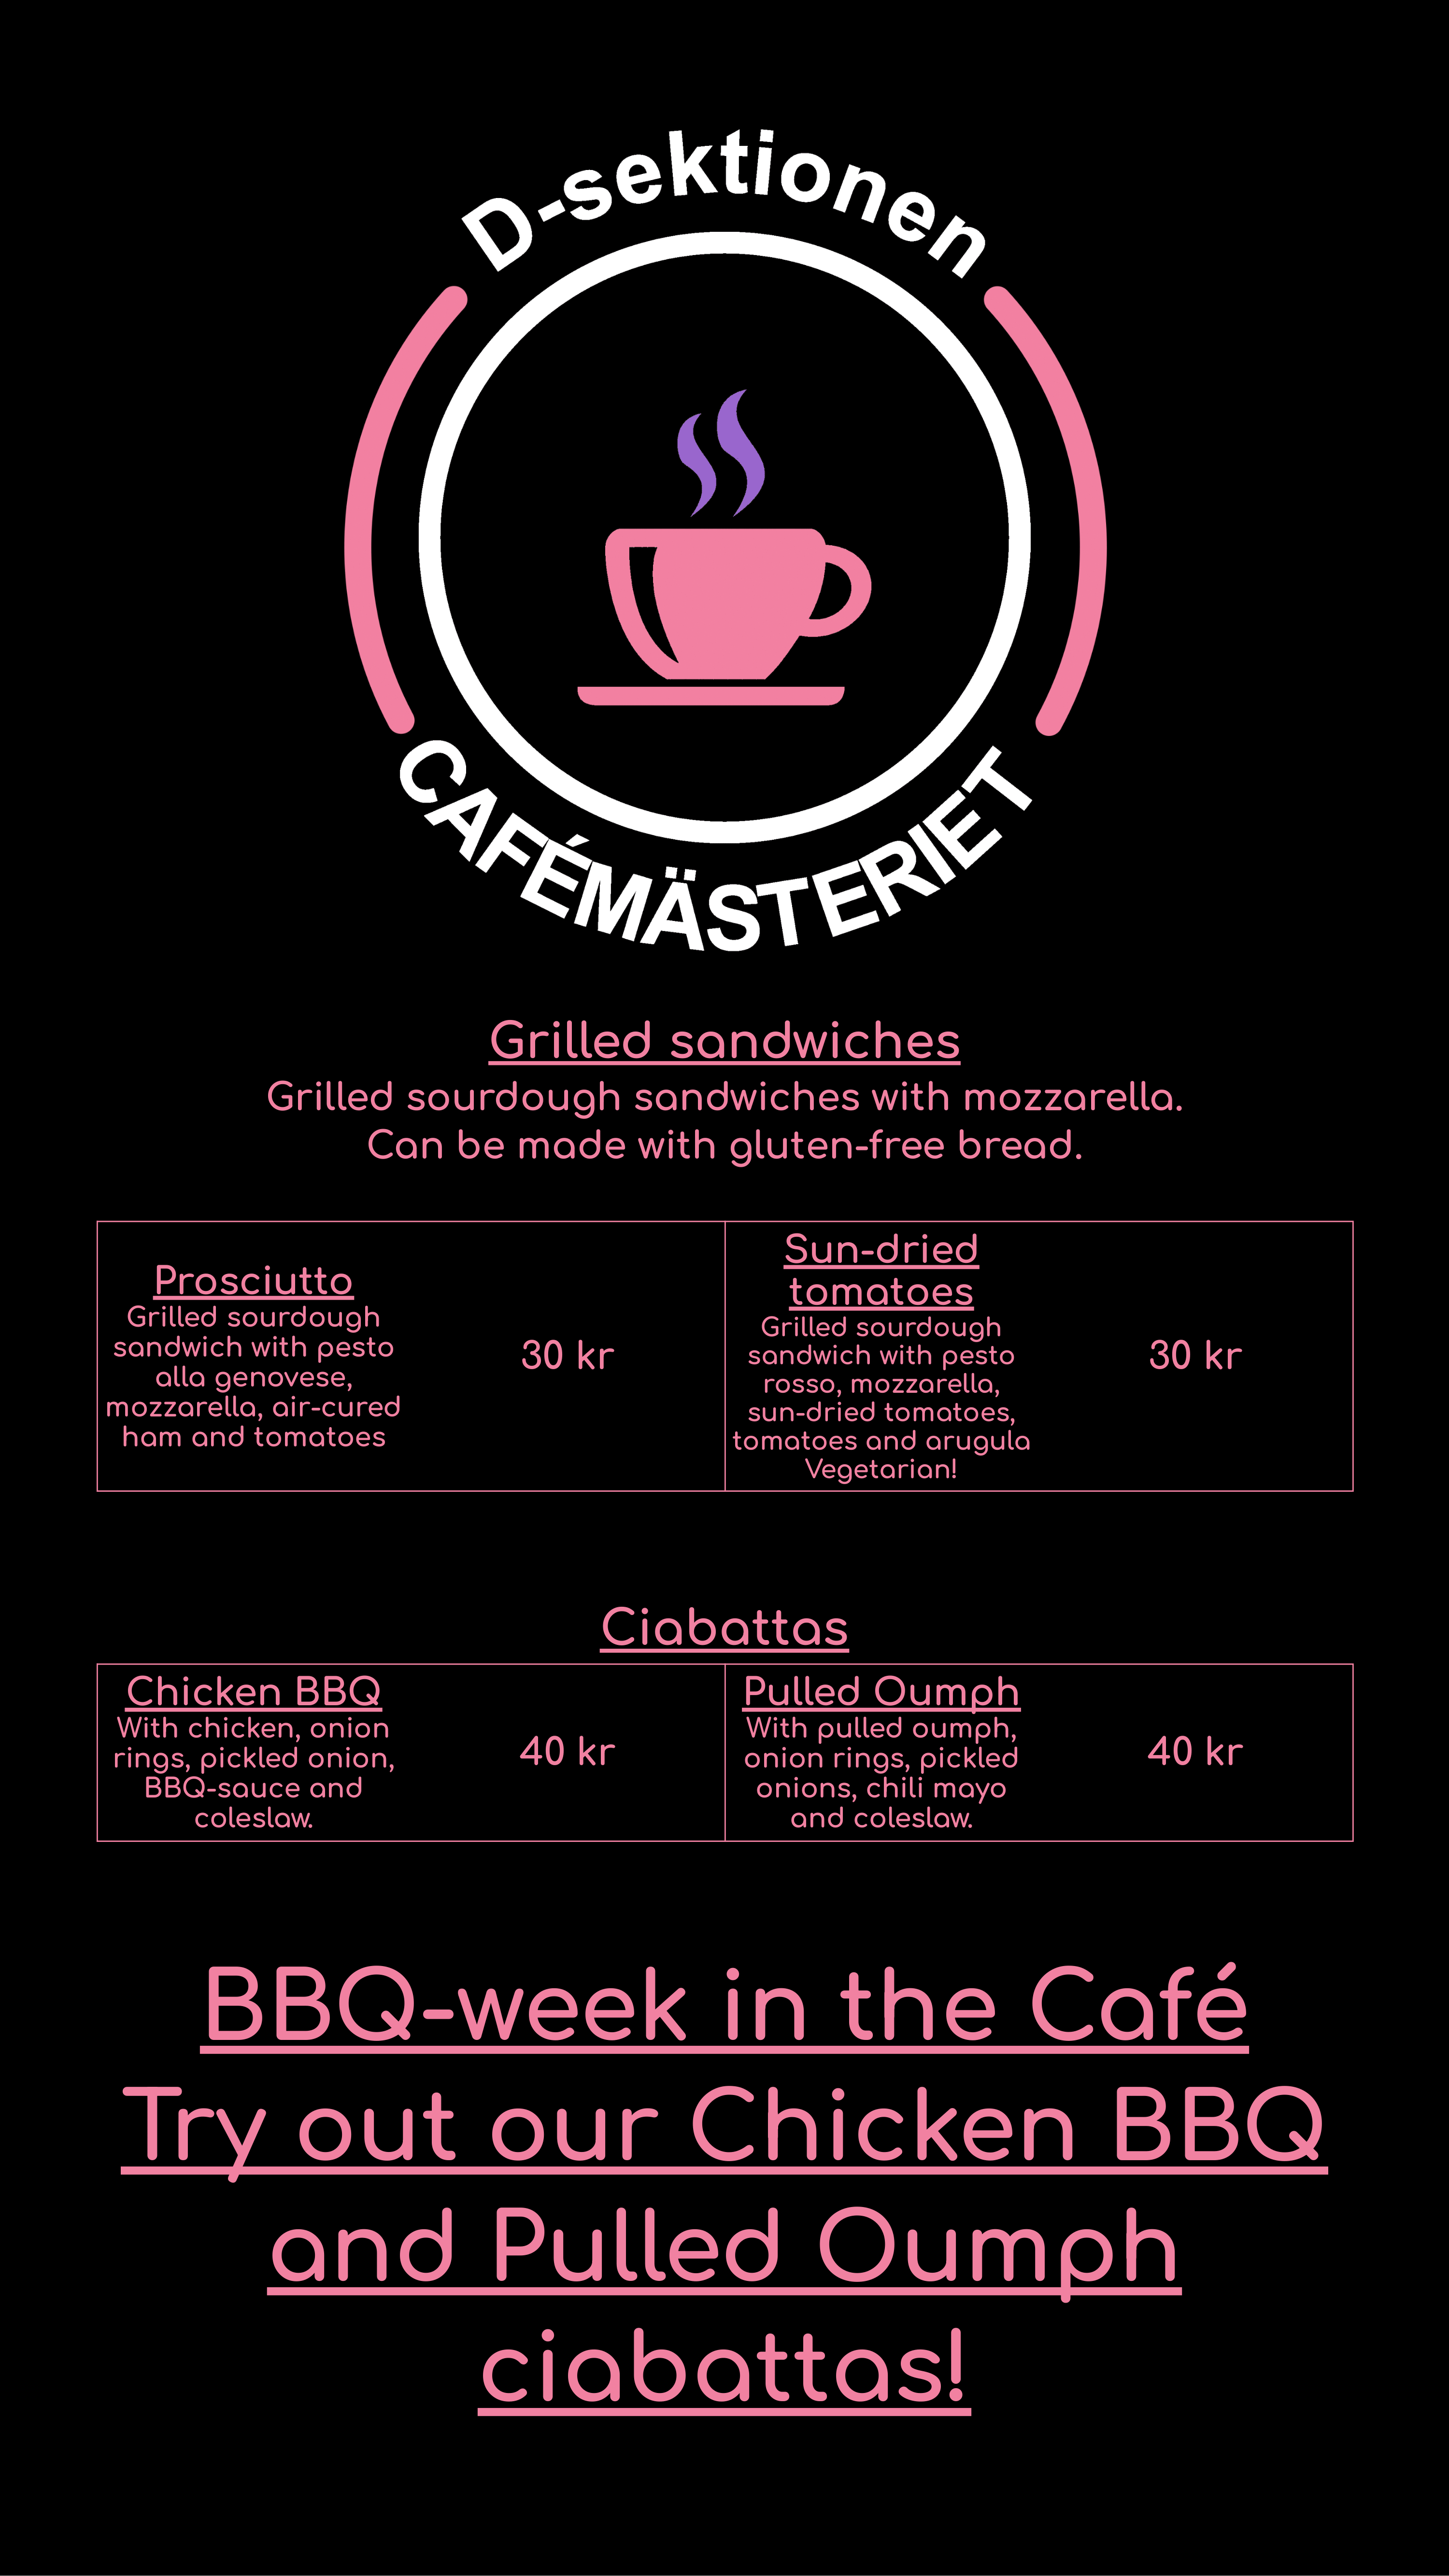 D-sektionen
CAFÉMÄSTERIET
Grilled sandwiches
Grilled sourdough sandwiches with mozzarella.
Can be made with gluten-free bread.
Prosciutto
Grilled sourdough
sandwich with pesto
alla genovese,
mozzarella, air-cured
ham and tomatoes
30 kr
Sun-dried
tomatoes
Grilled sourdough
sandwich with pesto
rosso, mozzarella,
sun-dried tomatoes,
tomatoes and arugula
Vegetarian!
30 kr
Ciabattas
Chicken BBQ
With chicken, onion
rings, pickled onion,
BBQ-sauce and
coleslaw.
40 kr
Pulled Oumph
With pulled oumph,
onion rings, pickled
onions, chili mayo
and coleslaw.
40 kr
BBQ-week in the Café
Try out our Chicken BBQ
and Pulled Oumph
ciabattas!